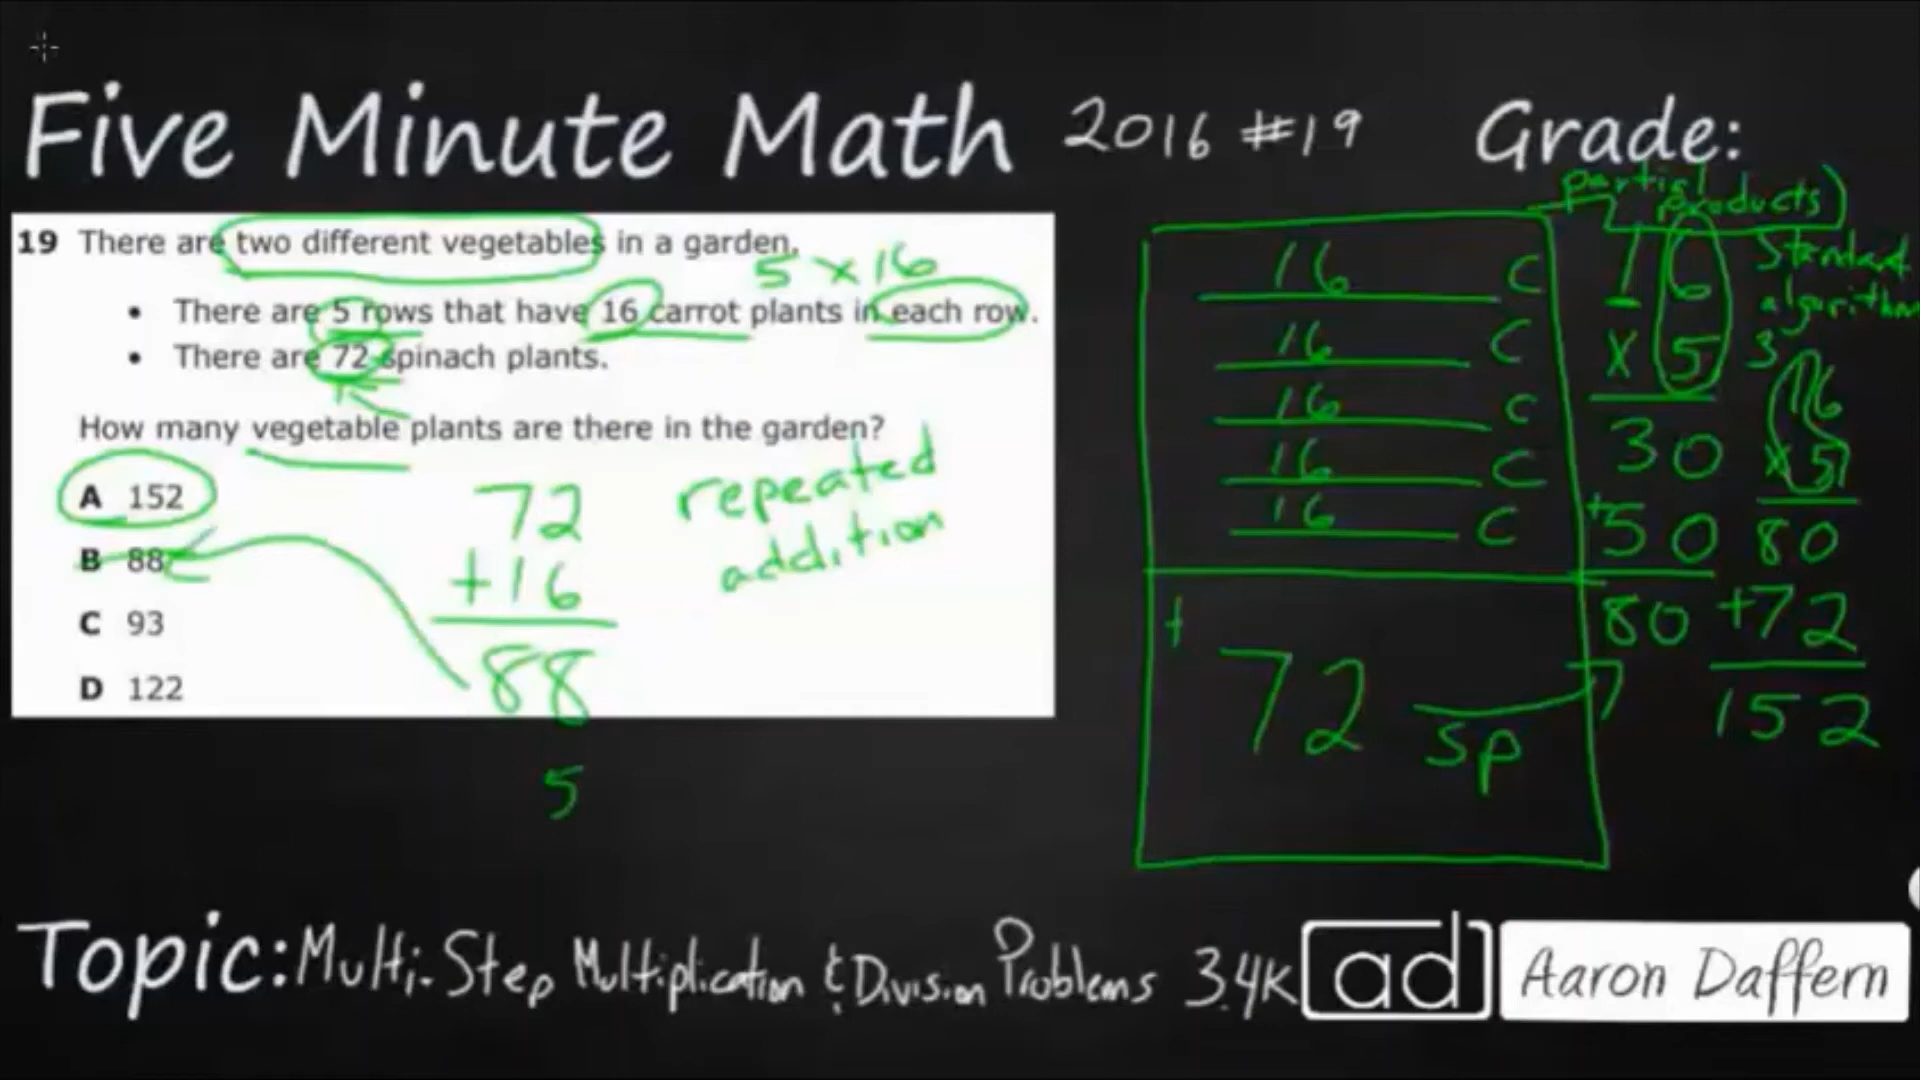 Five Minute Math 2016 #19 Grade:
19 There are two different vegetables in a garden.
5 x 16
• There are 5 rows that have 16 carrot plants in each row.
• There are 72 spinach plants.
How many vegetable plants are there in the garden?
A 152
B 88
C 93
D 122
72
+16
88
5
repeated
addition
16 C
16 C
16 C
16 C
16 C
+
72 sp
partial
products
16
x 5
30
+50
80
7
Standard
algorithm
3
16
x 5
80
+72
152
Topic: Multi-Step Multiplication & Division Problems 3.4K ad Aaron Daffern